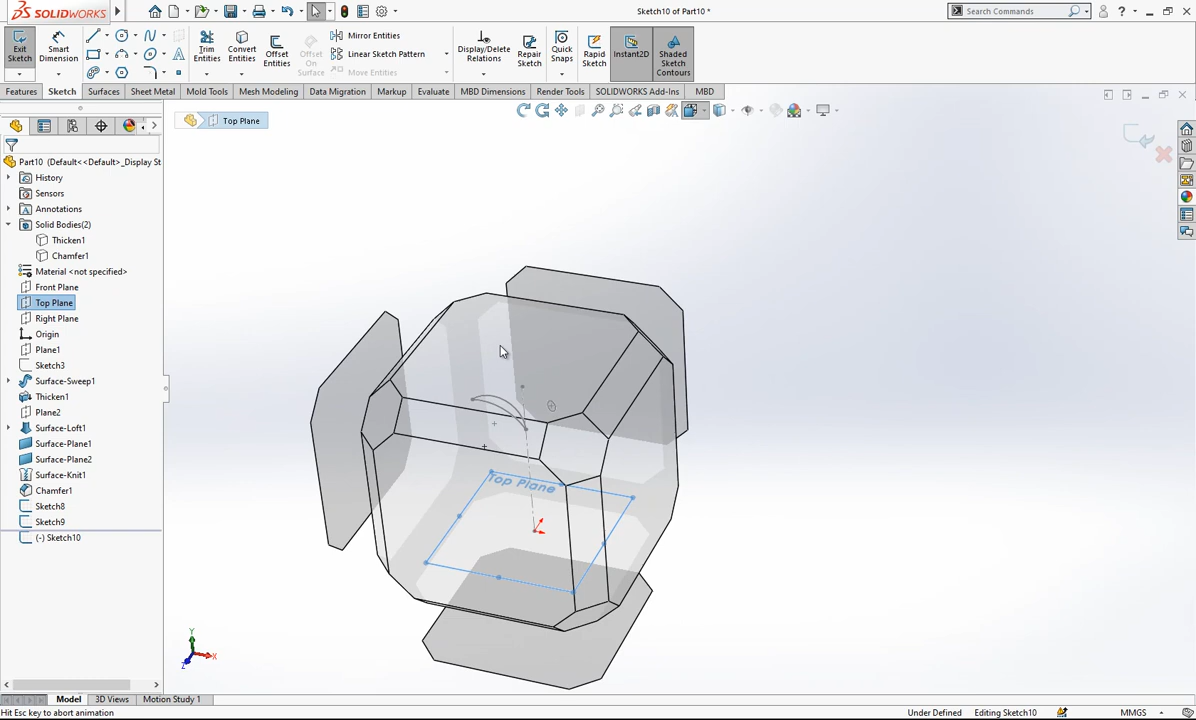 SOLIDWORKS
Sketch10 of Part10 *
Search Commands
Exit Sketch
Smart Dimension
Trim Entities
Convert Entities
Offset Entities
Offset On Surface
Mirror Entities
Linear Sketch Pattern
Move Entities
Display/Delete Relations
Repair Sketch
Quick Snaps
Rapid Sketch
Instant2D
Shaded Sketch Contours
Features
Sketch
Surfaces
Sheet Metal
Mold Tools
Mesh Modeling
Data Migration
Markup
Evaluate
MBD Dimensions
Render Tools
SOLIDWORKS Add-Ins
MBD
Top Plane
Part10 (Default<<Default>_Display St
History
Sensors
Annotations
Solid Bodies(2)
Thicken1
Chamfer1
Material <not specified>
Front Plane
Top Plane
Right Plane
Origin
Plane1
Sketch3
Surface-Sweep1
Thicken1
Plane2
Surface-Loft1
Surface-Plane1
Surface-Plane2
Surface-Knit1
Chamfer1
Sketch8
Sketch9
(-) Sketch10
Top Plane
Y
X
Z
Model
3D Views
Motion Study 1
Hit Esc key to abort animation
Under Defined
Editing Sketch10
MMGS